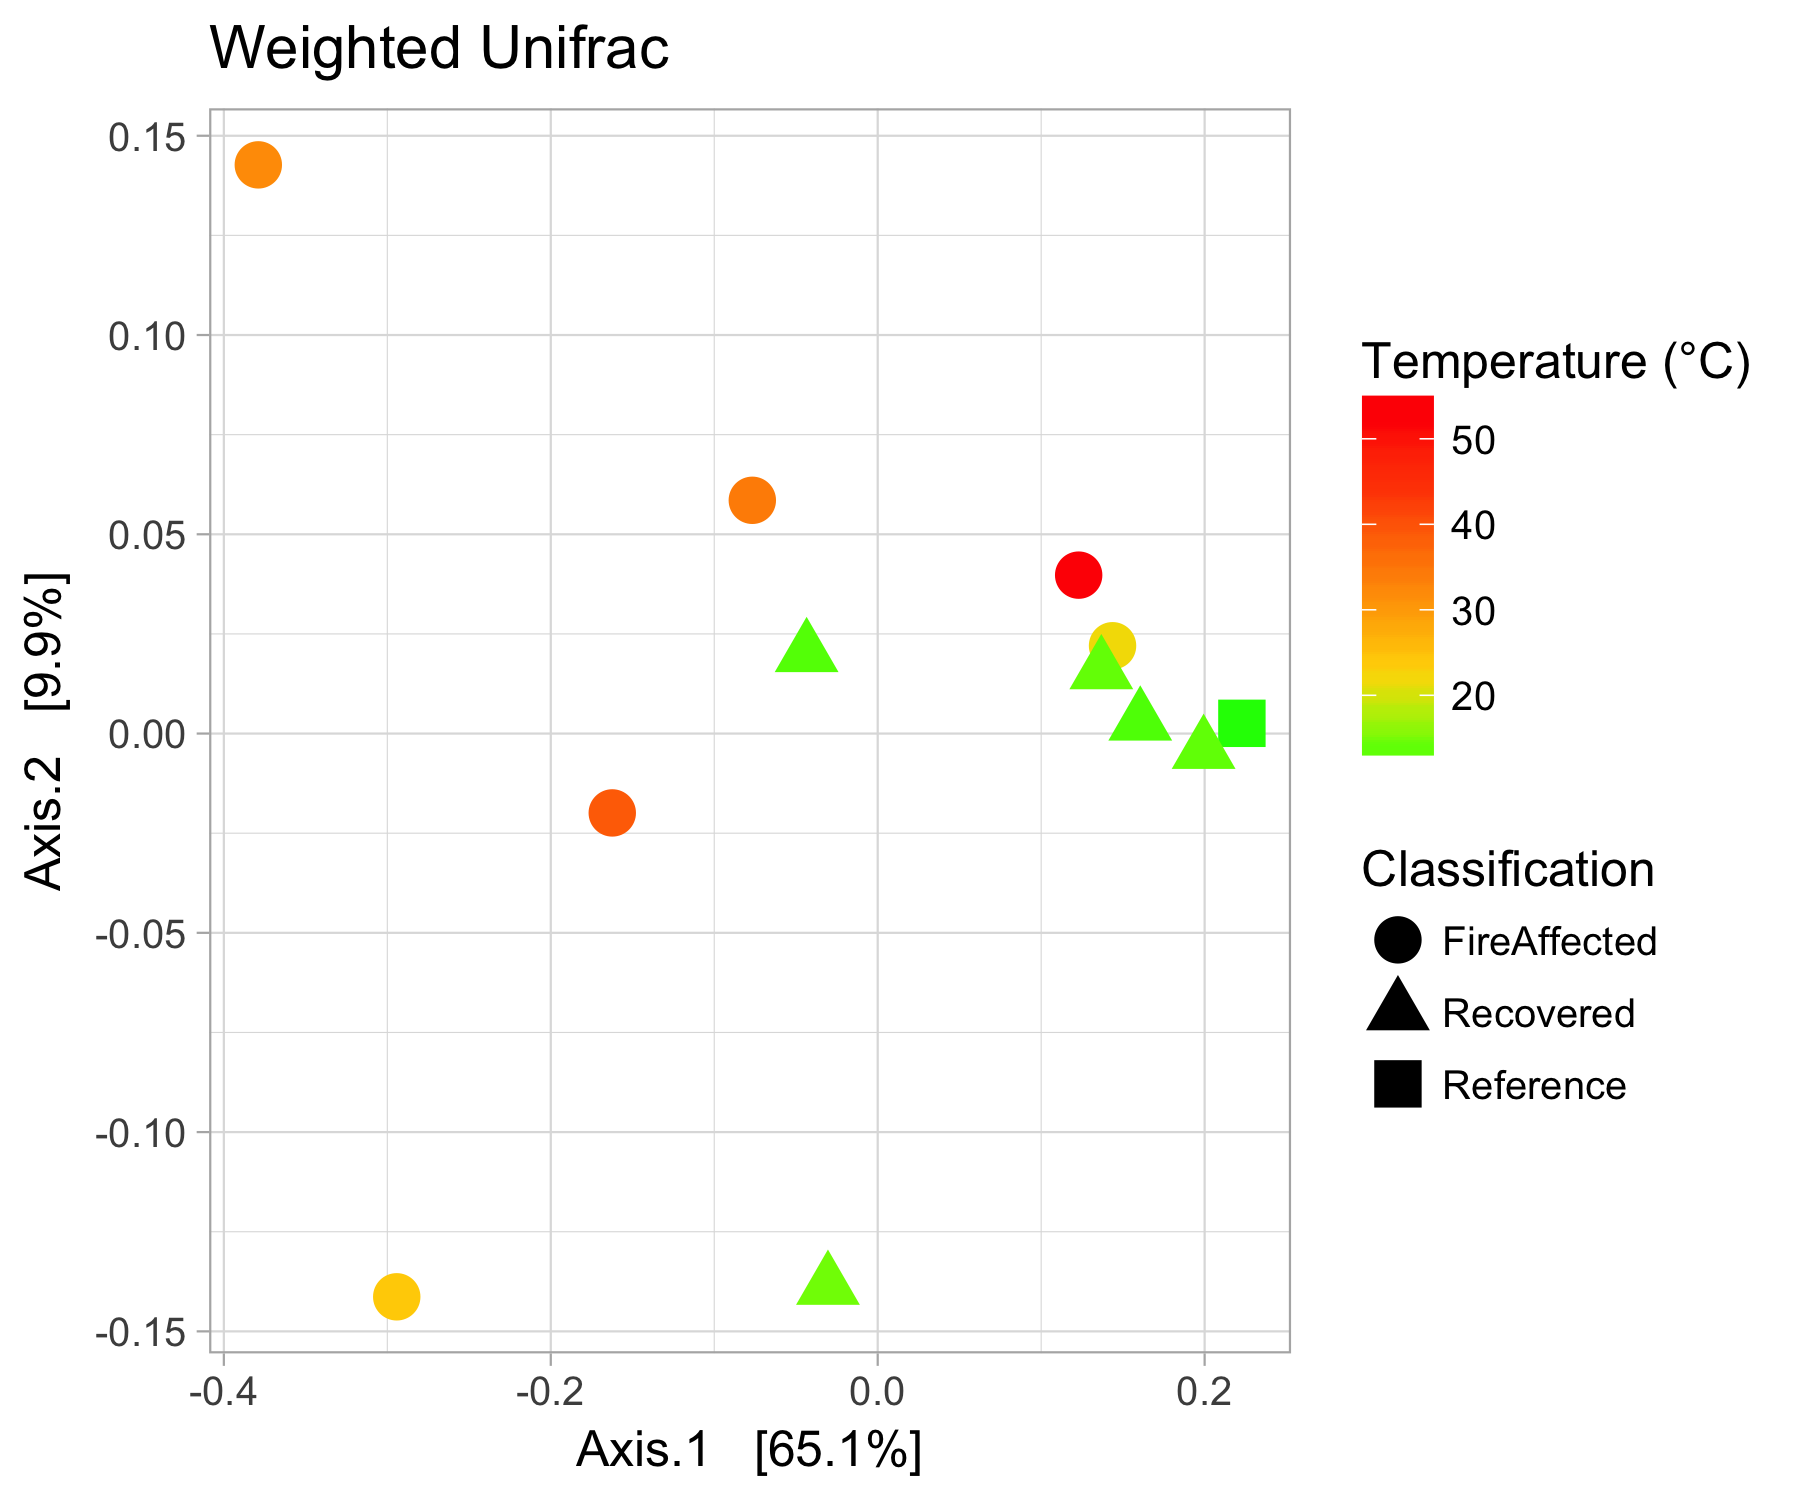 Weighted Unifrac
0.15
0.10
0.05
0.00
-0.05
-0.10
-0.15
Axis.2 [9.9%]
-0.4 -0.2 0.0 0.2
Axis.1 [65.1%]
Temperature (°C)
50
40
30
20
Classification
FireAffected
Recovered
Reference